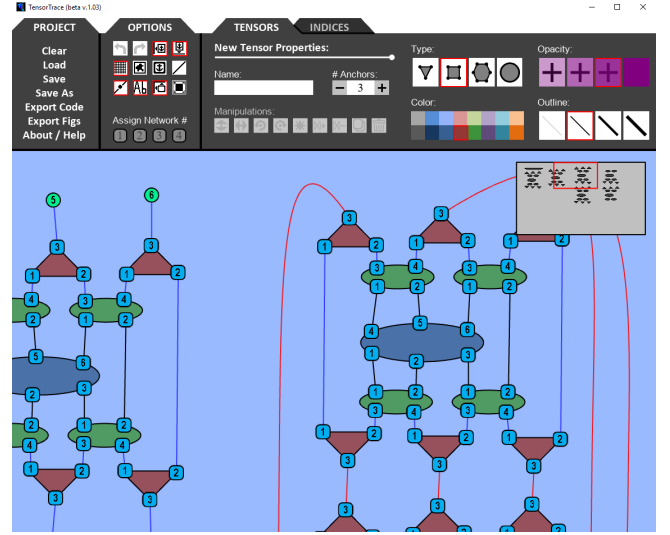 TensorTrace (beta v.1.03)
PROJECT
OPTIONS
TENSORS
INDICES
Clear
Load
Save
Save As
Export Code
Export Figs
About / Help
Assign Network #
1 2 3 4
New Tensor Properties:
Name:
# Anchors:
− 3 +
Manipulations:
Type:
Color:
Opacity:
Outline:
5 6
3 3
1 2 1 2
4 3 4
2 1 2
5 6
2 3
2 1 2
4 3 4
1 2 1 2
3 3
3 3
1 2 1 2 1 2
3 4 3 4
1 2 1 2
4 5 6
1 2 3
1 2 1 2
3 4 3 4
1 2 1 2 1 2
3 3 3
3 3 3